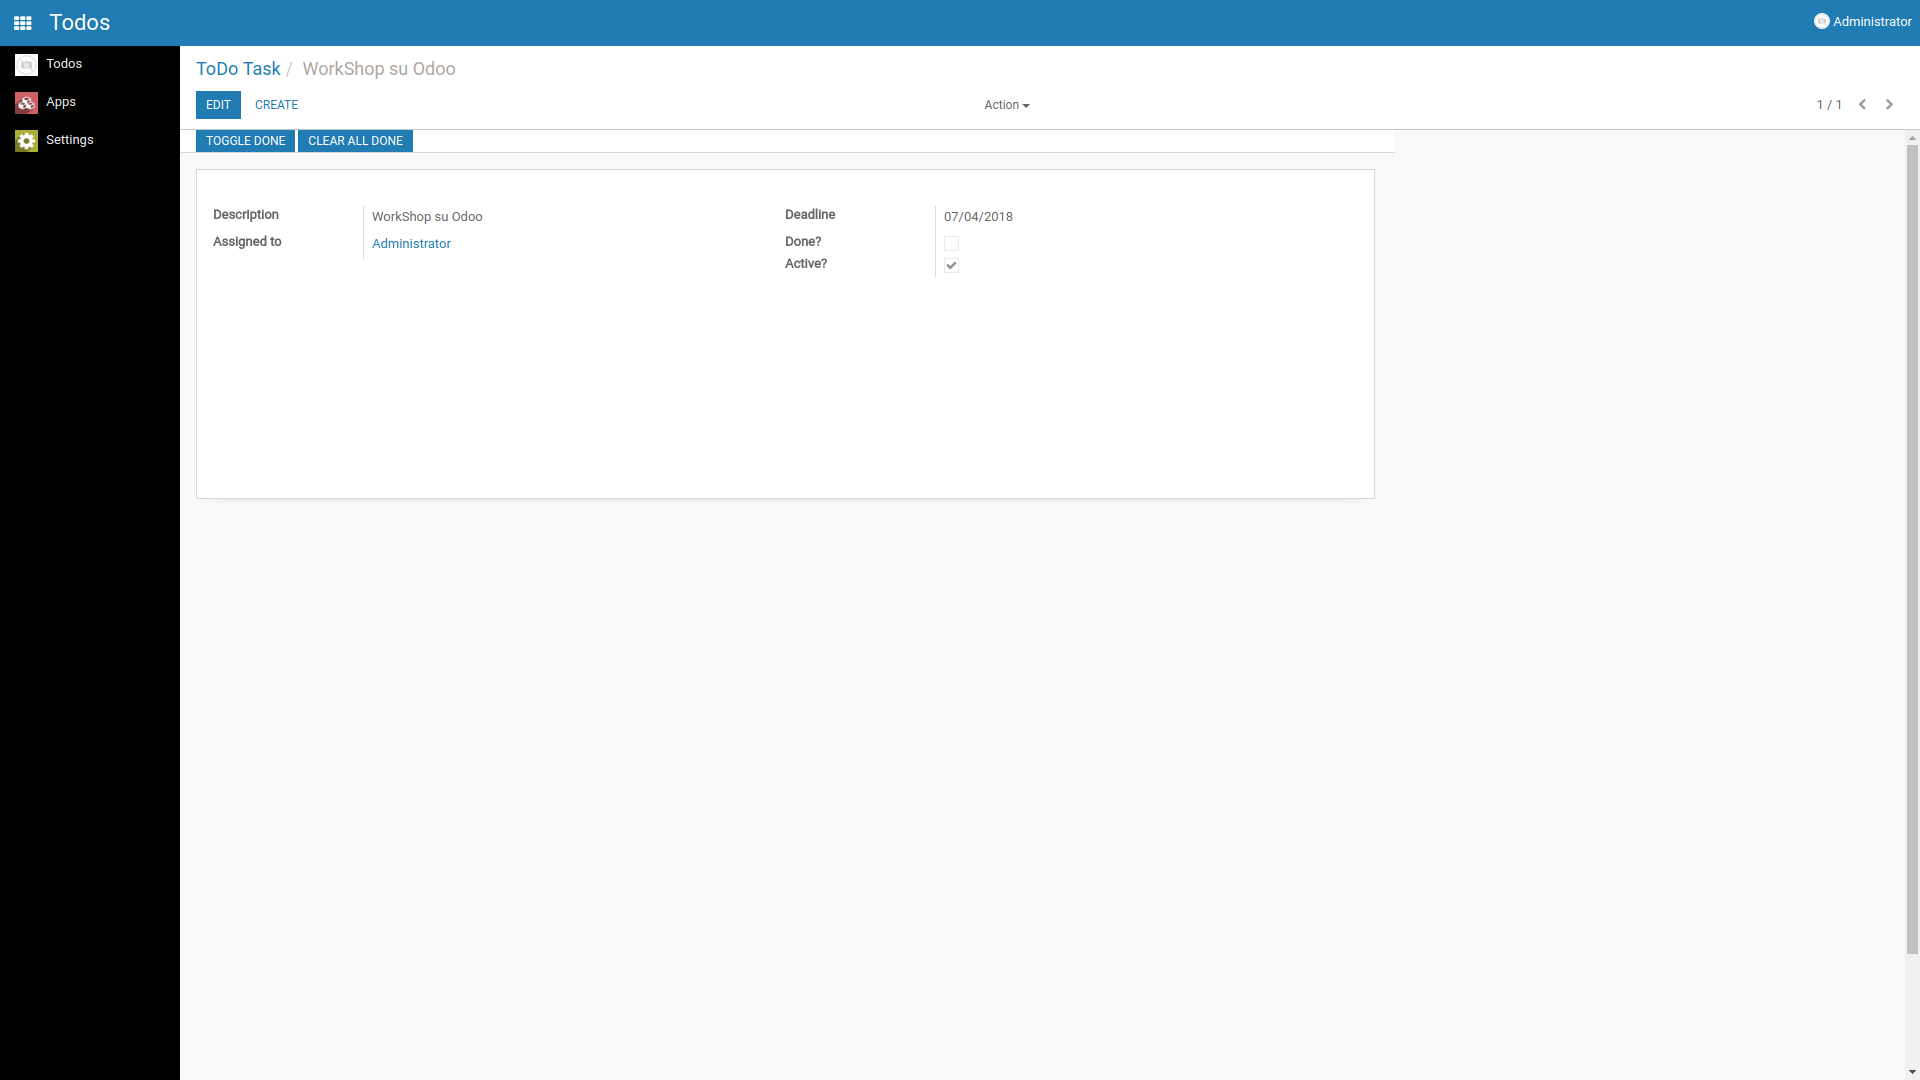 Todos
Administrator
Todos
Apps
Settings
ToDo Task / WorkShop su Odoo
EDIT CREATE Action 1 / 1
TOGGLE DONE CLEAR ALL DONE
Description WorkShop su Odoo Deadline 07/04/2018
Assigned to Administrator Done?
Active?